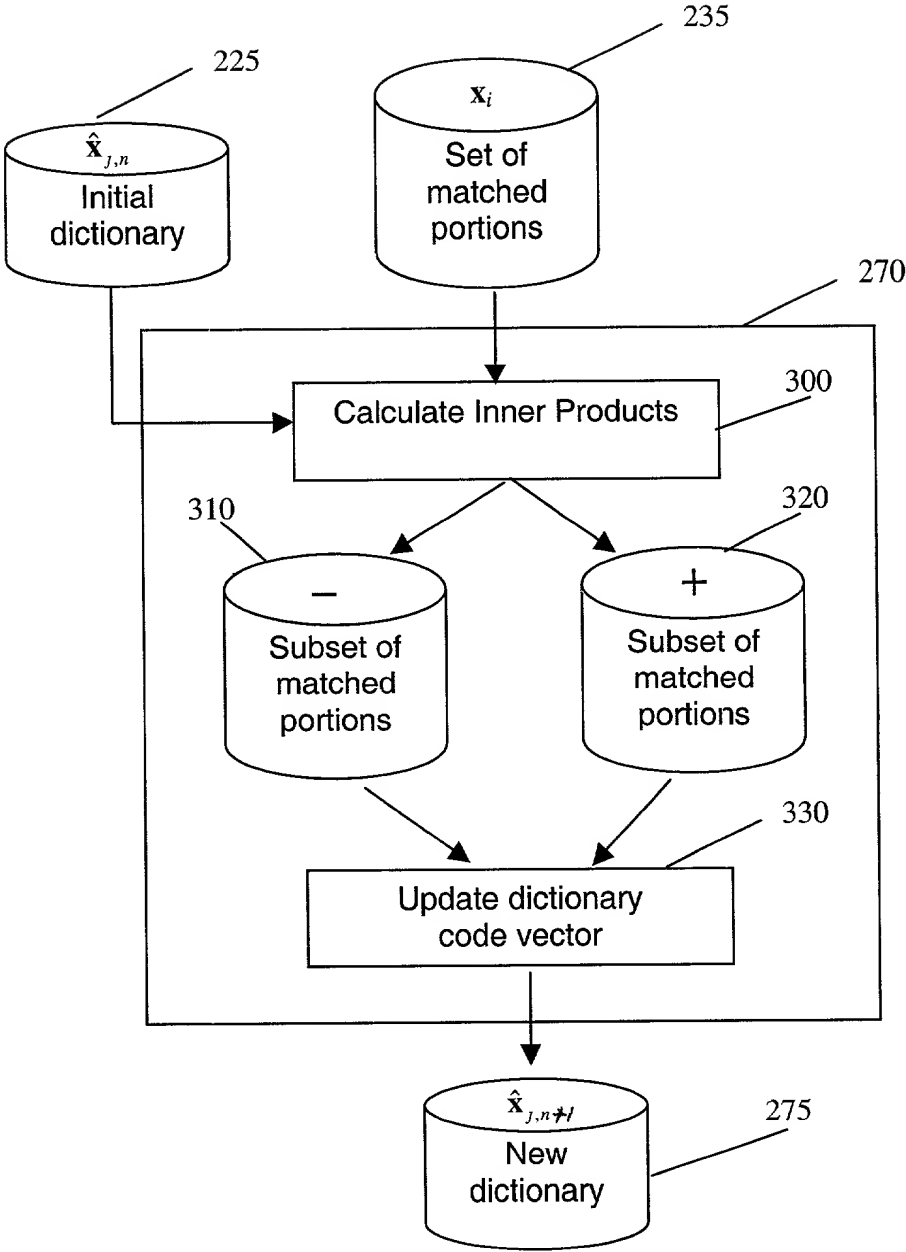 235
225
x_i
x̂_{j,n}
Set of
matched
portions
Initial
dictionary
270
Calculate Inner Products
300
310
320
−
+
Subset of
matched
portions
Subset of
matched
portions
330
Update dictionary
code vector
x̂_{j,n+1}
275
New
dictionary